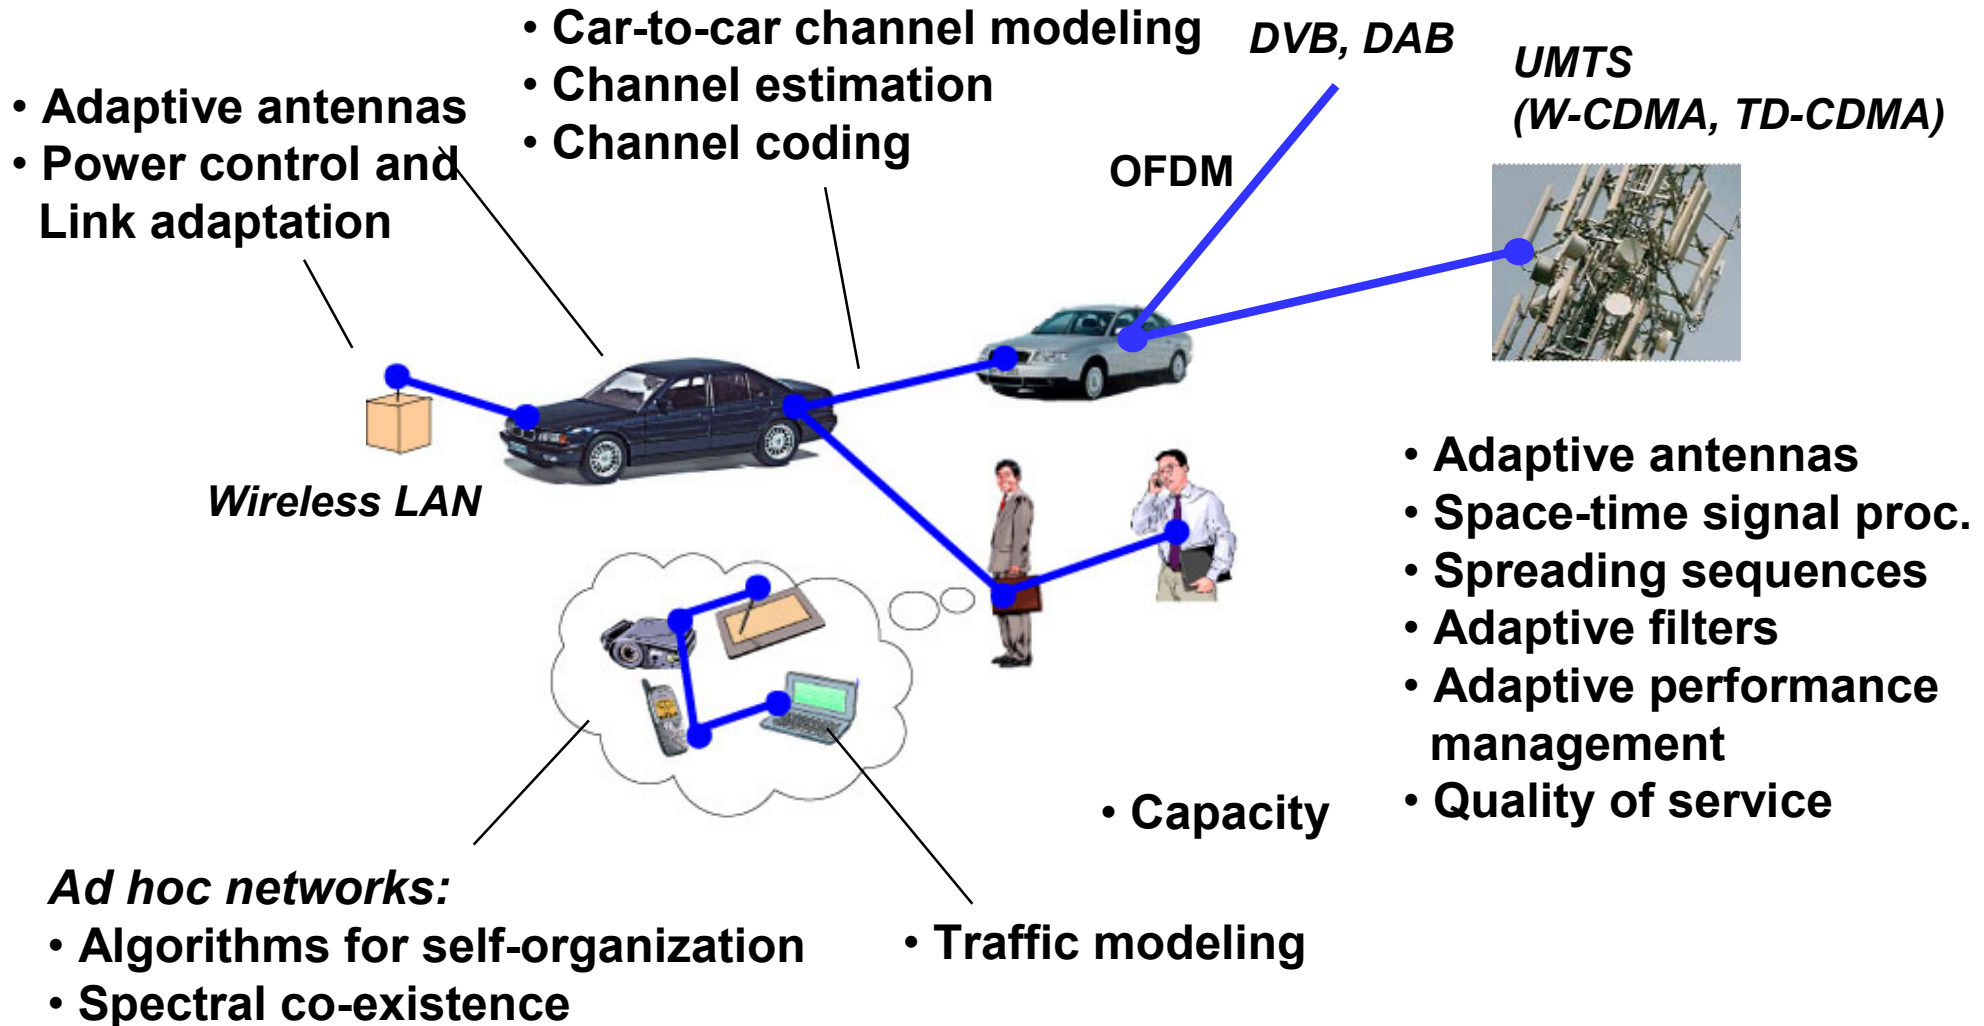 • Car-to-car channel modeling
• Channel estimation
• Channel coding
DVB, DAB
UMTS
(W-CDMA, TD-CDMA)
• Adaptive antennas
• Power control and
Link adaptation
OFDM
Wireless LAN
• Adaptive antennas
• Space-time signal proc.
• Spreading sequences
• Adaptive filters
• Adaptive performance
management
• Quality of service
• Capacity
Ad hoc networks:
• Algorithms for self-organization
• Spectral co-existence
• Traffic modeling